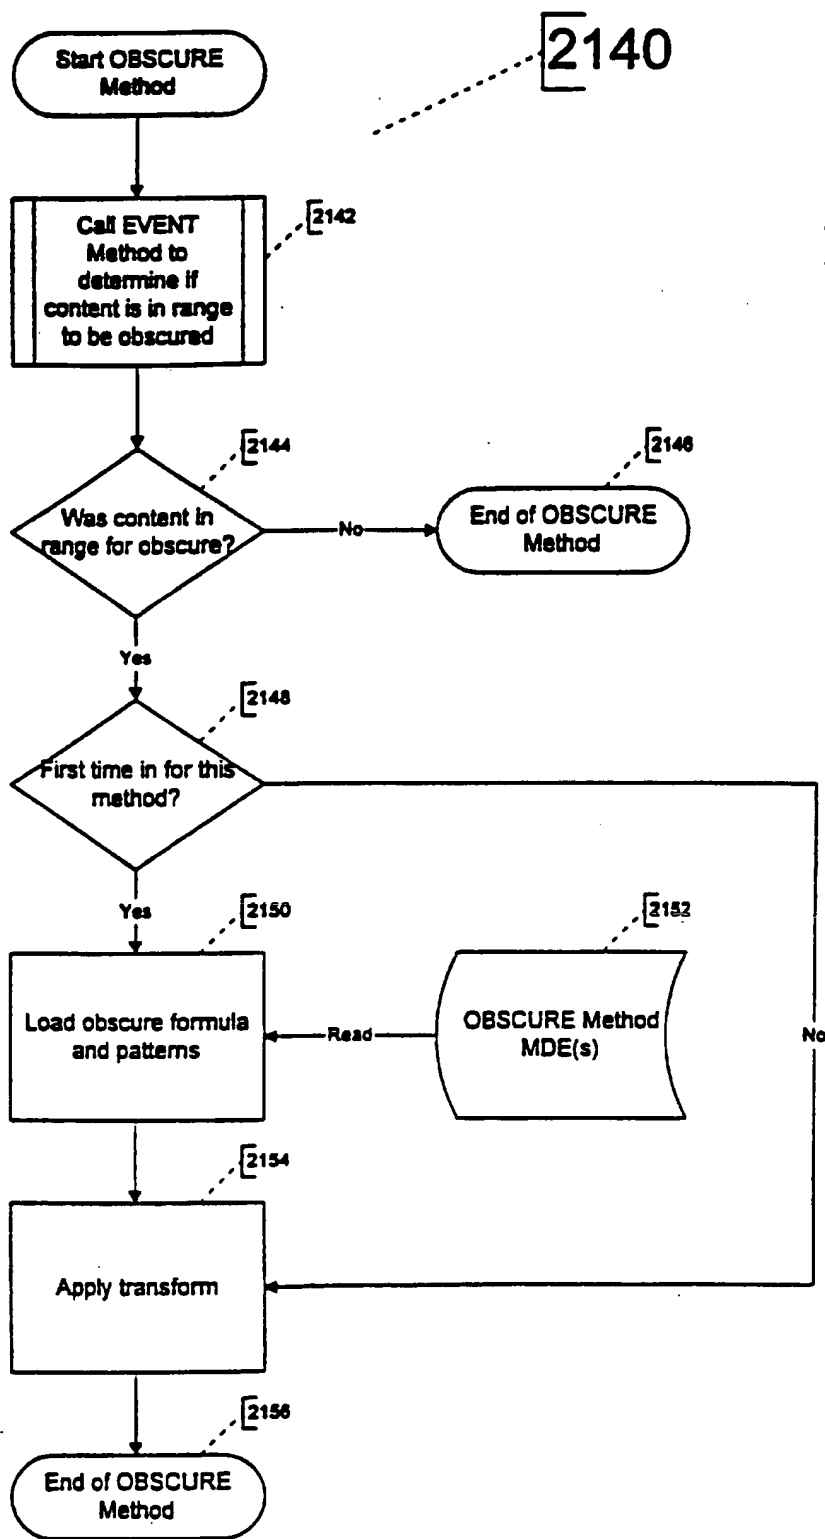 2140
Start OBSCURE
Method
2142
Call EVENT
Method to
determine if
content is in range
to be obscured
2144
Was content in
range for obscure?
No
2146
End of OBSCURE
Method
Yes
2148
First time in for this
method?
No
Yes
2150
Load obscure formula
and patterns
Read
2152
OBSCURE Method
MDE(s)
2154
Apply transform
2156
End of OBSCURE
Method